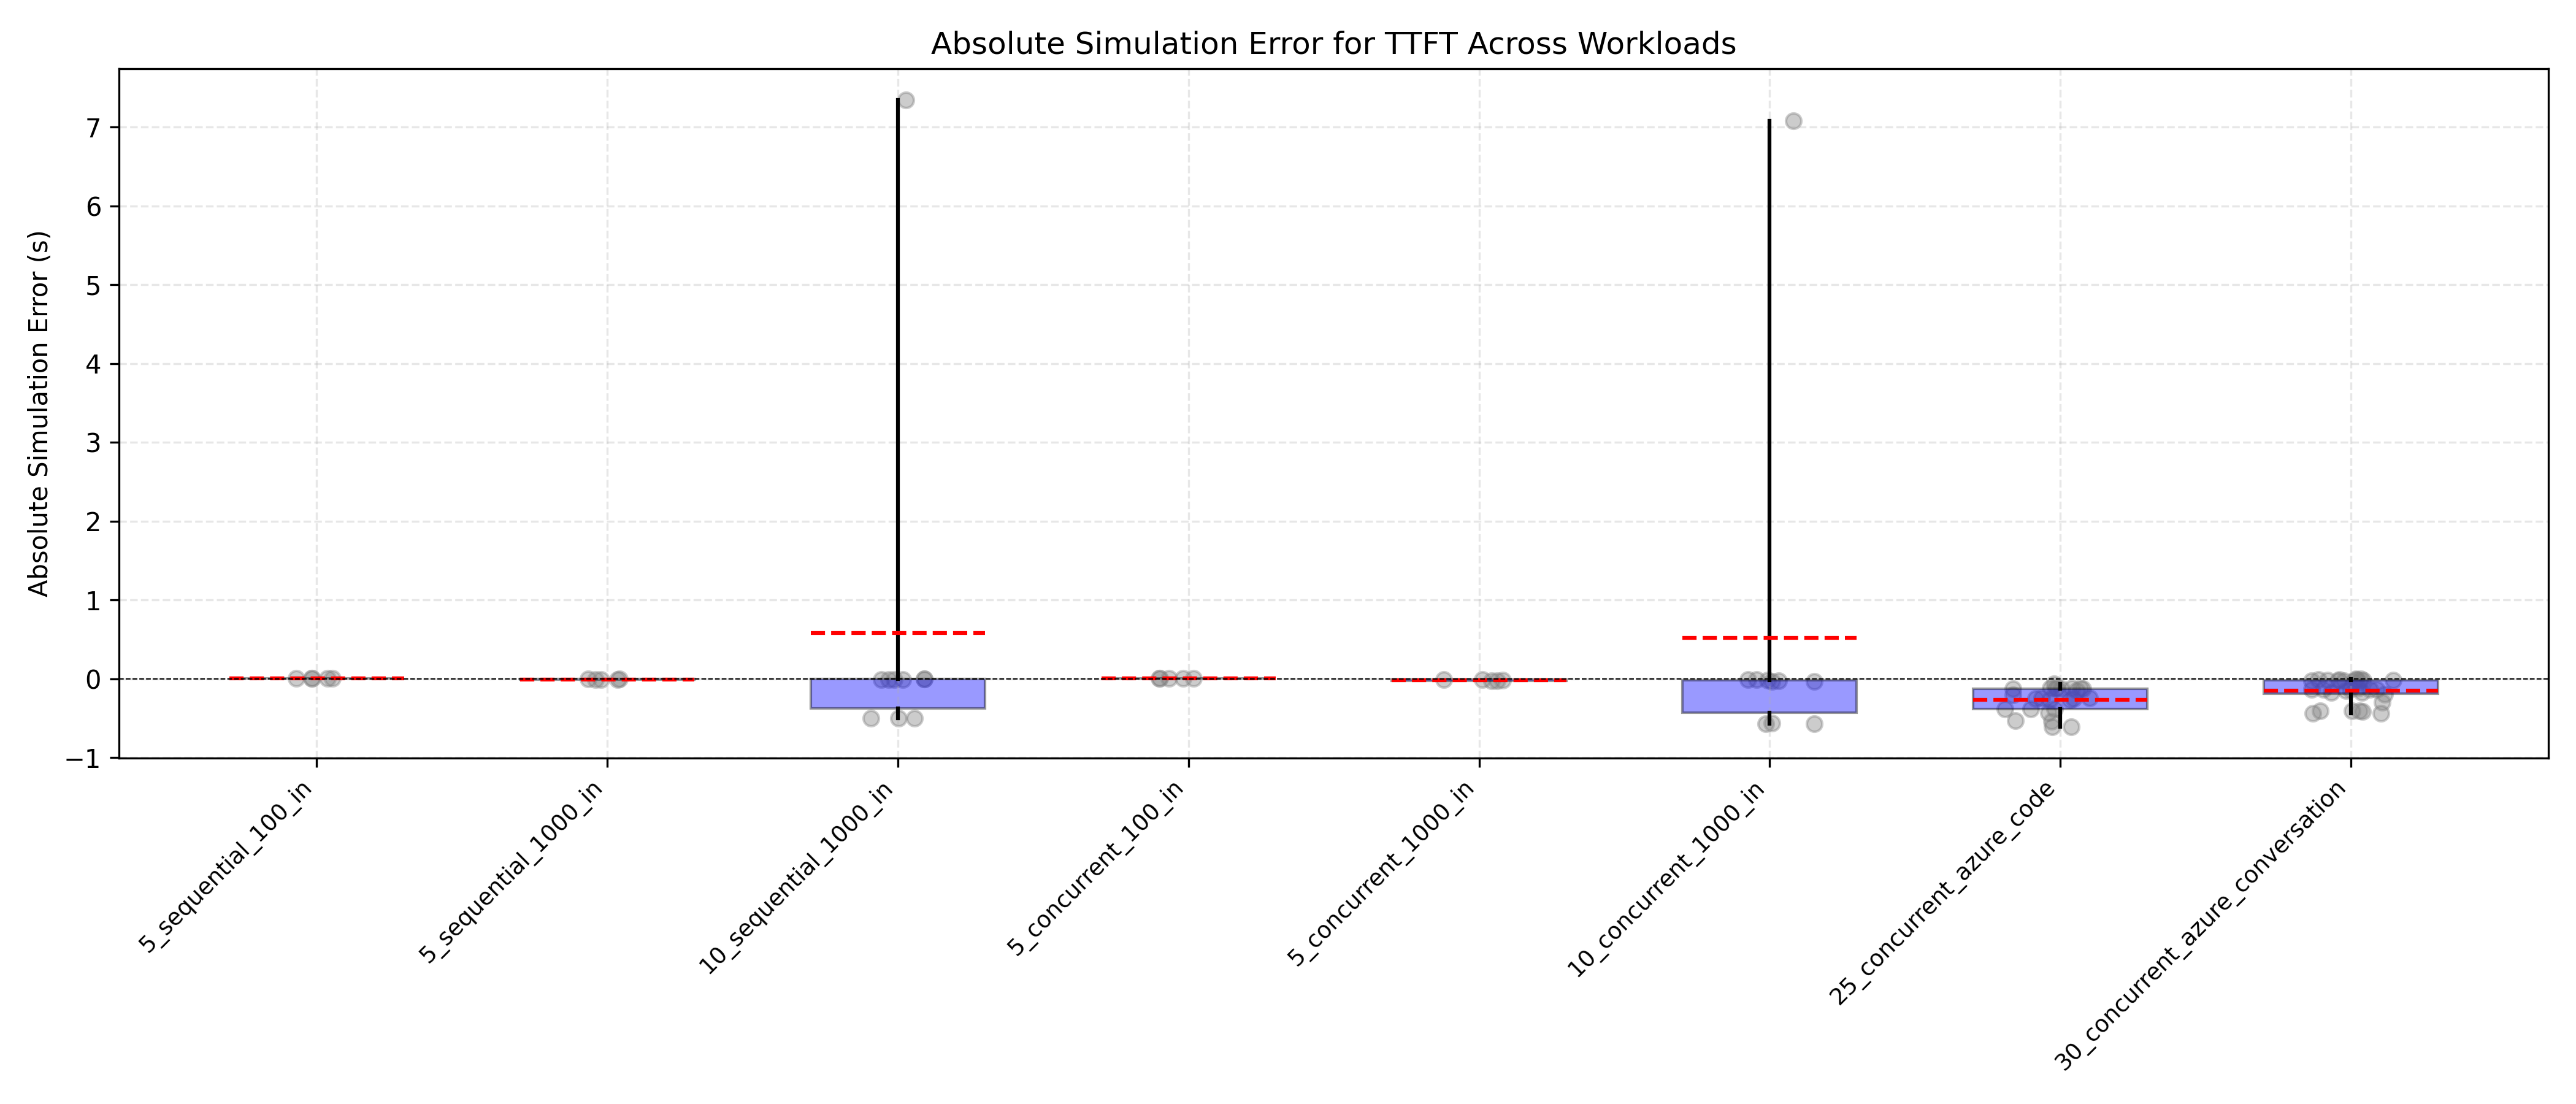 Absolute Simulation Error for TTFT Across Workloads
Absolute Simulation Error (s)
7
6
5
4
3
2
1
0
−1
5_sequential_100_in
5_sequential_1000_in
10_sequential_1000_in
5_concurrent_100_in
5_concurrent_1000_in
10_concurrent_1000_in
25_concurrent_azure_code
30_concurrent_azure_conversation